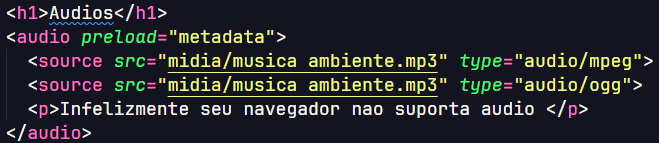 <h1>Audios</h1>
<audio preload="metadata">
<source src="midia/musica ambiente.mp3" type="audio/mpeg">
<source src="midia/musica ambiente.mp3" type="audio/ogg">
<p>Infelizmente seu navegador nao suporta audio </p>
</audio>